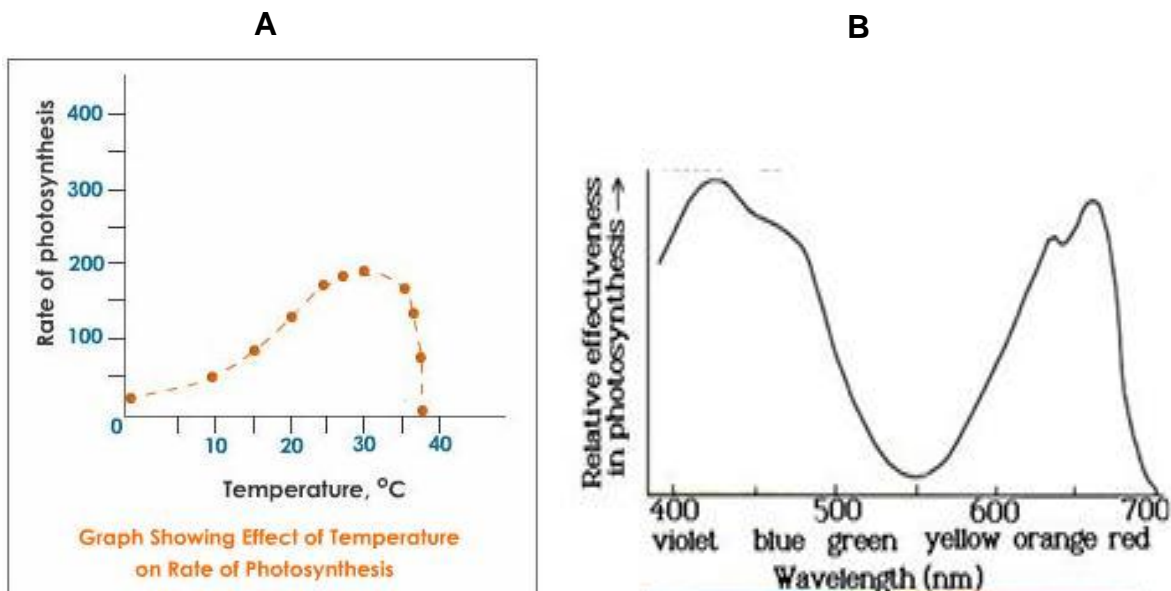 A
B
Rate of photosynthesis
400
300
200
100
0
10
20
30
40
Temperature, °C
Graph Showing Effect of Temperature
on Rate of Photosynthesis
Relative effectiveness
in photosynthesis →
400 500 600 700
violet blue green yellow orange red
Wavelength (nm)